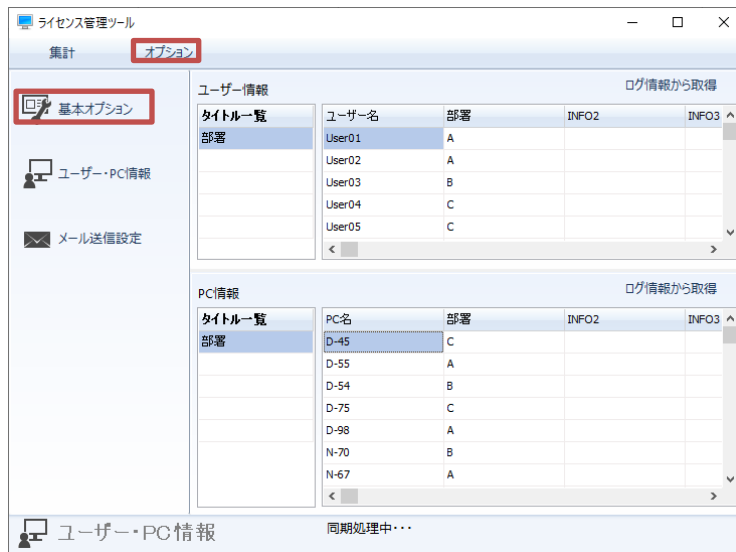 ライセンス管理ツール
集計 オプション
基本オプション
ユーザー・PC情報
メール送信設定
ユーザー情報 ログ情報から取得
タイトル一覧 ユーザー名 部署 INFO2 INFO3
部署 User01 A
User02 A
User03 B
User04 C
User05 C
PC情報 ログ情報から取得
タイトル一覧 PC名 部署 INFO2 INFO3
部署 D-45 C
D-55 A
D-54 B
D-75 C
D-98 A
N-70 B
N-67 A
ユーザー・PC情報 同期処理中・・・